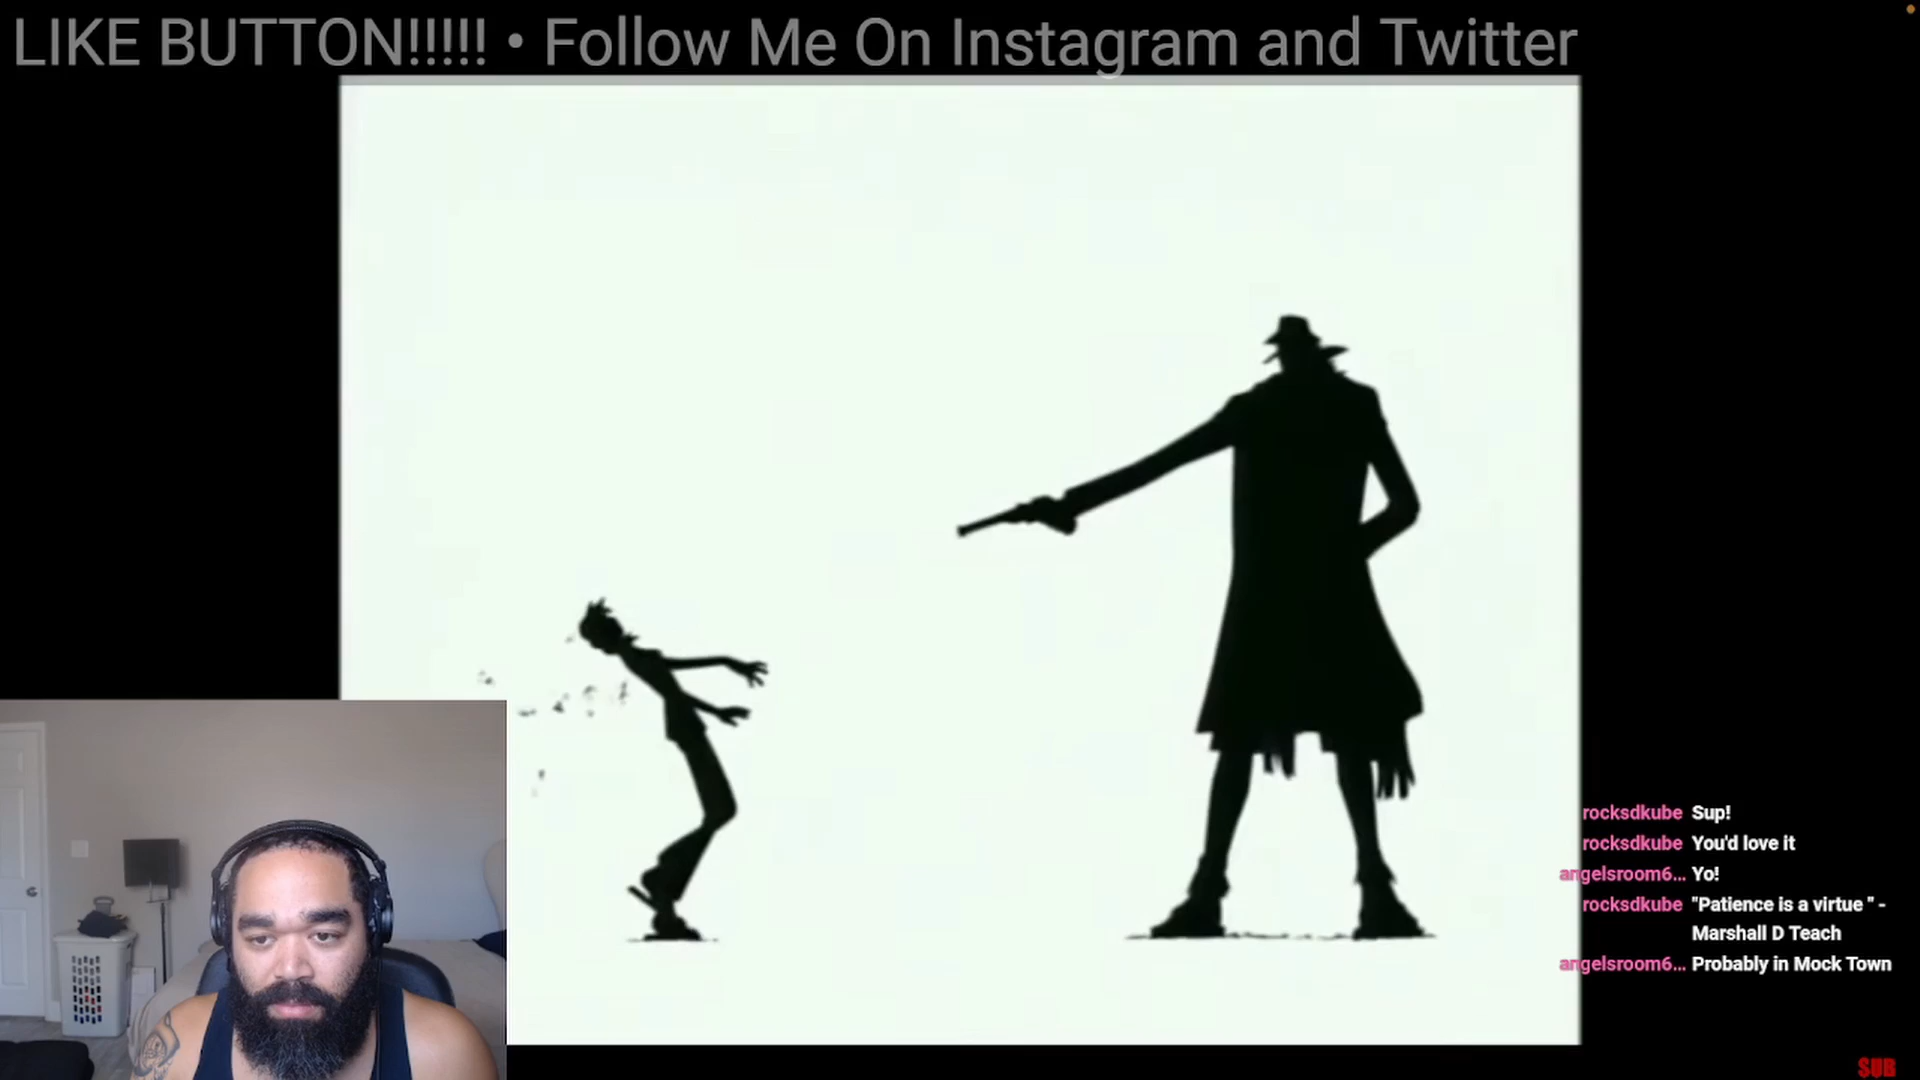 LIKE BUTTON!!!!! • Follow Me On Instagram and Twitter
rocksdkube Sup!
rocksdkube You'd love it
angelsroom6... Yo!
rocksdkube "Patience is a virtue " -
Marshall D Teach
angelsroom6... Probably in Mock Town
SUB